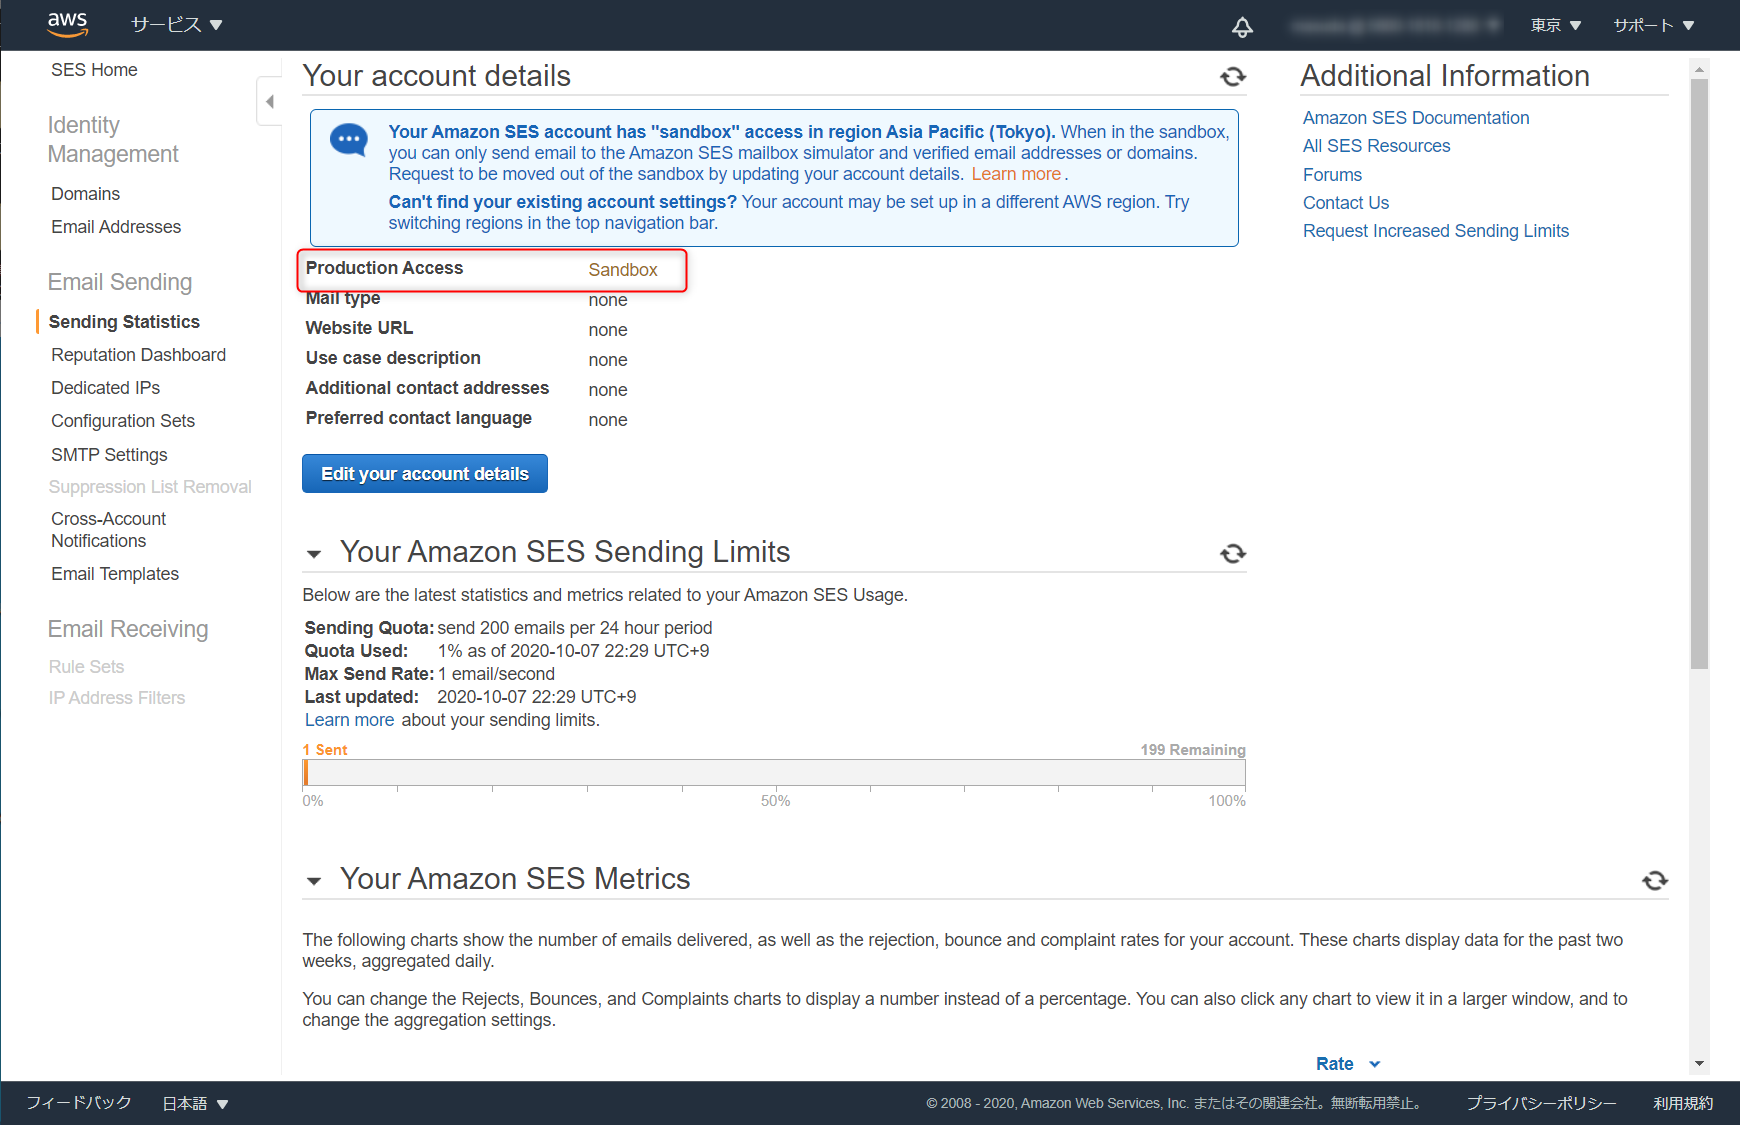 aws サービス 東京 サポート
SES Home
Identity
Management
Domains
Email Addresses
Email Sending
Sending Statistics
Reputation Dashboard
Dedicated IPs
Configuration Sets
SMTP Settings
Suppression List Removal
Cross-Account
Notifications
Email Templates
Email Receiving
Rule Sets
IP Address Filters
Your account details
Your Amazon SES account has "sandbox" access in region Asia Pacific (Tokyo). When in the sandbox,
you can only send email to the Amazon SES mailbox simulator and verified email addresses or domains.
Request to be moved out of the sandbox by updating your account details. Learn more.
Can't find your existing account settings? Your account may be set up in a different AWS region. Try
switching regions in the top navigation bar.
Production Access Sandbox
Mail type none
Website URL none
Use case description none
Additional contact addresses none
Preferred contact language none
Edit your account details
Your Amazon SES Sending Limits
Below are the latest statistics and metrics related to your Amazon SES Usage.
Sending Quota: send 200 emails per 24 hour period
Quota Used: 1% as of 2020-10-07 22:29 UTC+9
Max Send Rate: 1 email/second
Last updated: 2020-10-07 22:29 UTC+9
Learn more about your sending limits.
1 Sent 199 Remaining
0% 50% 100%
Your Amazon SES Metrics
The following charts show the number of emails delivered, as well as the rejection, bounce and complaint rates for your account. These charts display data for the past two
weeks, aggregated daily.
You can change the Rejects, Bounces, and Complaints charts to display a number instead of a percentage. You can also click any chart to view it in a larger window, and to
change the aggregation settings.
Rate
Additional Information
Amazon SES Documentation
All SES Resources
Forums
Contact Us
Request Increased Sending Limits
フィードバック 日本語 © 2008 - 2020, Amazon Web Services, Inc. またはその関連会社。無断転用禁止。 プライバシーポリシー 利用規約